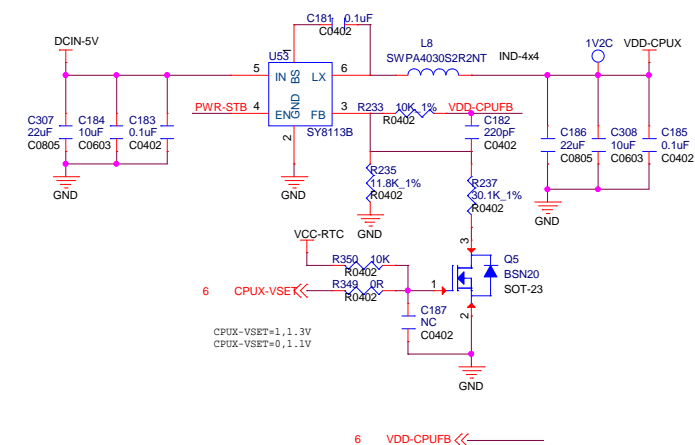 C181 0.1uF
C0402
DCIN-5V
U53
1
L8
SWPA4030S2R2NT
IND-4x4
1V2C
VDD-CPUX
5 IN BS LX 6
PWR-STB 4 EN GND FB 3
2
SY8113B
GND
R233 10K_1%
R0402
VDD-CPUFB
C307
22uF
C0805
C184
10uF
C0603
C183
0.1uF
C0402
GND
C182
220pF
C0402
C186
22uF
C0805
C308
10uF
C0603
C185
0.1uF
C0402
GND
R235
11.8K_1%
R0402
GND
R237
30.1K_1%
R0402
VCC-RTC
R350 10K
R0402
6 CPUX-VSET
R349 0R
R0402
1
3
2
Q5
BSN20
SOT-23
C187
NC
C0402
GND
CPUX-VSET=1,1.3V
CPUX-VSET=0,1.1V
6 VDD-CPUFB